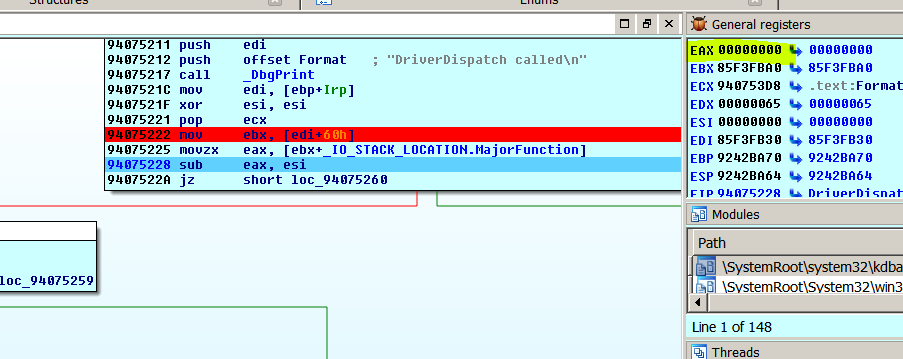 Structures
Enums
94075211 push edi
94075212 push offset Format ; "DriverDispatch called\n"
94075217 call _DbgPrint
9407521C mov edi, [ebp+Irp]
9407521F xor esi, esi
94075221 pop ecx
94075222 mov ebx, [edi+60h]
94075225 movzx eax, [ebx+_IO_STACK_LOCATION.MajorFunction]
94075228 sub eax, esi
9407522A jz short loc_94075260
loc_94075259
General registers
EAX 00000000 00000000
EBX 85F3FBA0 85F3FBA0
ECX 940753D8 .text:Format
EDX 00000065 00000065
ESI 00000000 00000000
EDI 85F3FB30 85F3FB30
EBP 9242BA70 9242BA70
ESP 9242BA64 9242BA64
EIP 94075228 DriverDispat
Modules
Path
\SystemRoot\system32\kdba
\SystemRoot\System32\win3
Line 1 of 148
Threads